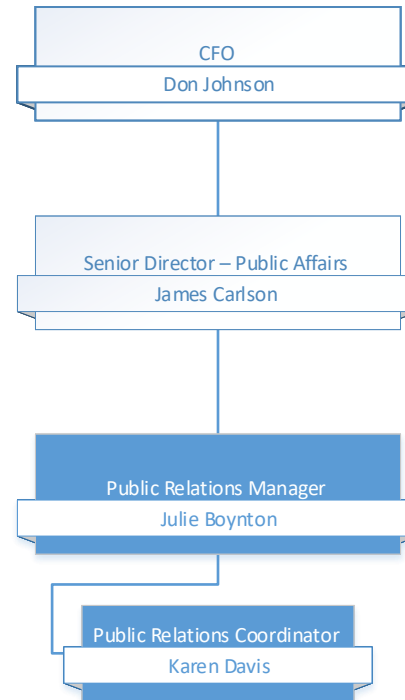 CFO
Don Johnson
Senior Director – Public Affairs
James Carlson
Public Relations Manager
Julie Boynton
Public Relations Coordinator
Karen Davis